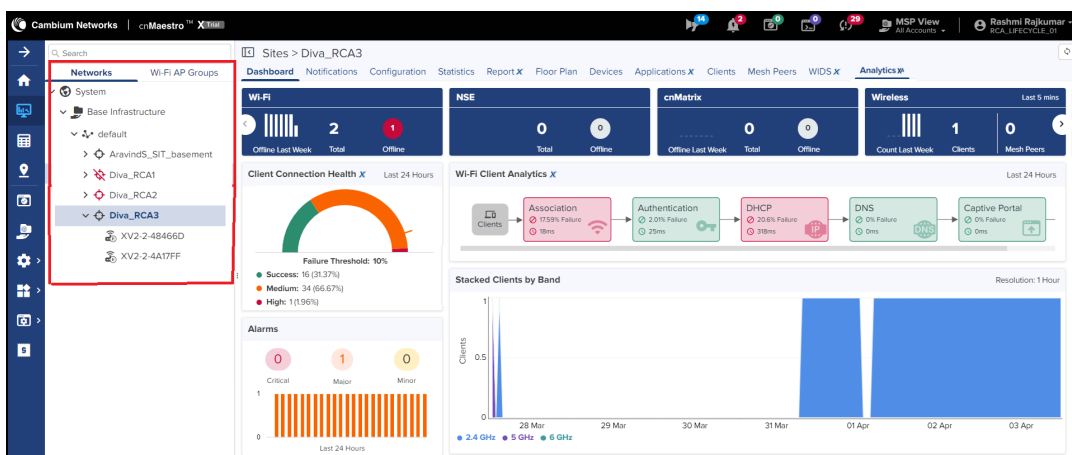 Cambium Networks | cnMaestro™ X Trial
14 2 0 0 29 MSP View All Accounts Rashmi Rajkumar RCA_LIFECYCLE_01
Search
Networks Wi-Fi AP Groups
System
Base Infrastructure
default
AravindS_SIT_basement
Diva_RCA1
Diva_RCA2
Diva_RCA3
XV2-2-48466D
XV2-2-4A17FF
Sites > Diva_RCA3
Dashboard Notifications Configuration Statistics Report X Floor Plan Devices Applications X Clients Mesh Peers WIDS X Analytics X
Wi-Fi
2 1
Offline Last Week Total Offline
NSE
0 0
Total Offline
cnMatrix
0 0
Offline Last Week Total Offline
Wireless Last 5 mins
1 0
Count Last Week Clients Mesh Peers
Client Connection Health X Last 24 Hours
Failure Threshold: 10%
Success: 16 (31.37%)
Medium: 34 (66.67%)
High: 1 (1.96%)
Wi-Fi Client Analytics X Last 24 Hours
Clients
Association
17.59% Failure
18ms
Authentication
2.01% Failure
25ms
DHCP
20.6% Failure
318ms
IP
DNS
0% Failure
0ms
DNS
Captive Portal
0% Failure
0ms
Alarms
0 1 0
Critical Major Minor
1
0
Last 24 Hours
Stacked Clients by Band Resolution: 1 Hour
Clients
1
0.5
0
28 Mar 29 Mar 30 Mar 31 Mar 01 Apr 02 Apr 03 Apr
2.4 GHz 5 GHz 6 GHz
5